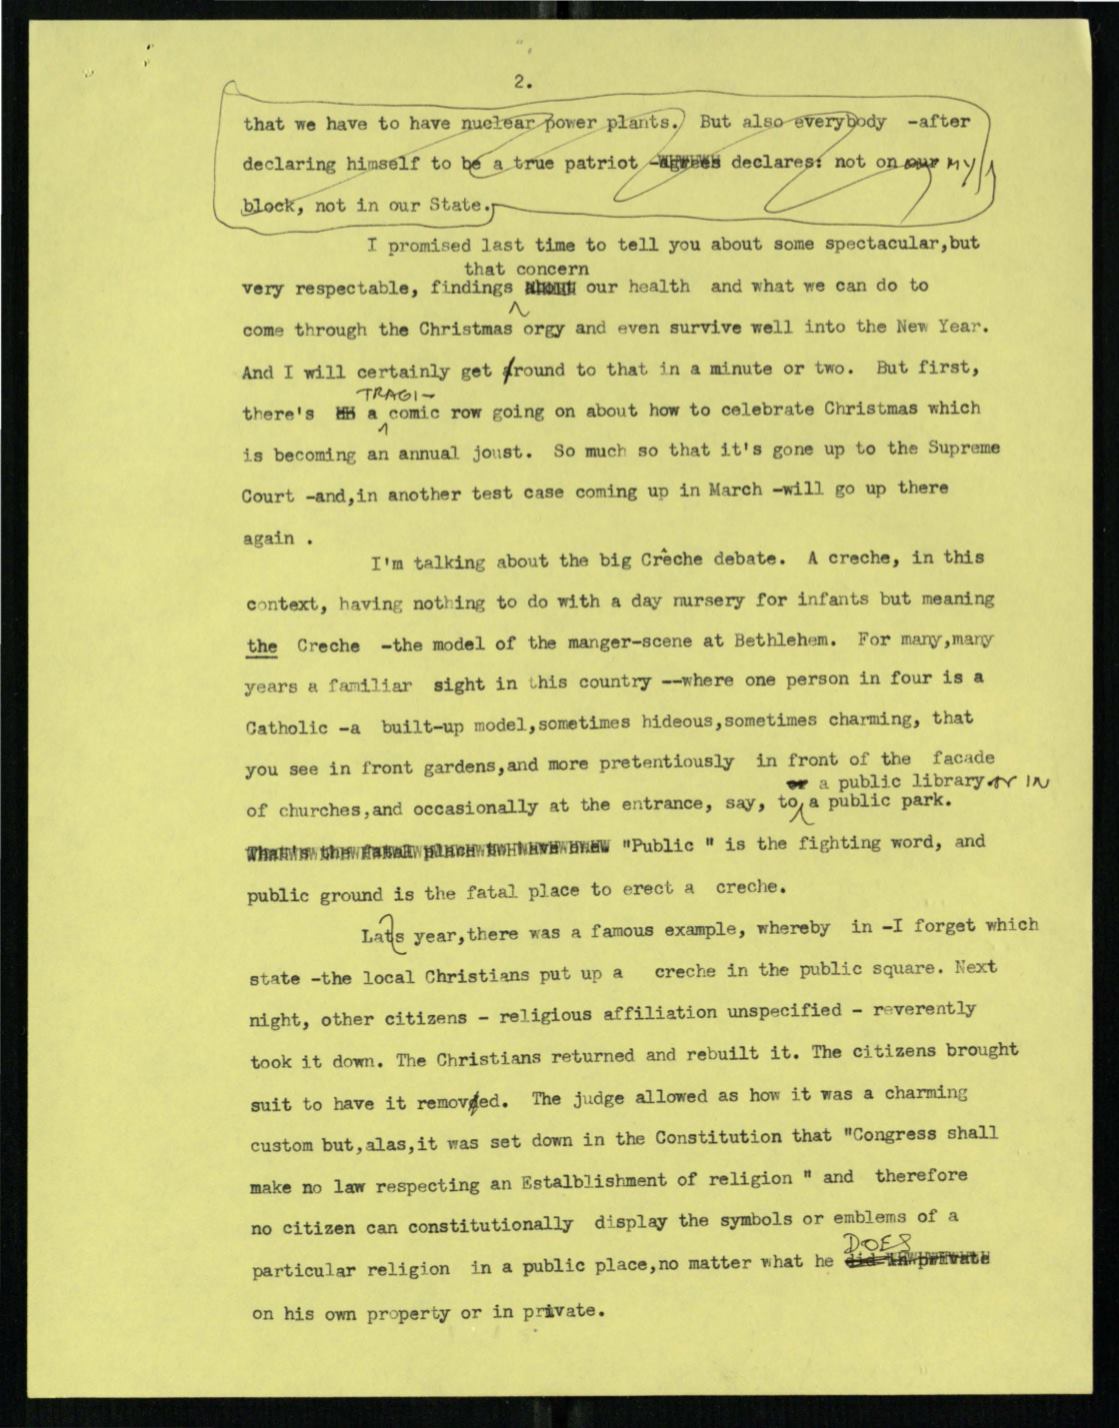 2.
that we have to have nuclear power plants. But also everybody -after
declaring himself to be a true patriot -agrees declares: not on our MY
block, not in our State.
I promised last time to tell you about some spectacular,but
that concern
very respectable, findings about our health and what we can do to
come through the Christmas orgy and even survive well into the New Year.
And I will certainly get around to that in a minute or two. But first,
TRAGI-
there's a comic row going on about how to celebrate Christmas which
is becoming an annual joust. So much so that it's gone up to the Supreme
Court -and,in another test case coming up in March -will go up there
again .
I'm talking about the big Crêche debate. A creche, in this
context, having nothing to do with a day nursery for infants but meaning
the Creche -the model of the manger-scene at Bethlehem. For many,many
years a familiar sight in this country --where one person in four is a
Catholic -a built-up model,sometimes hideous,sometimes charming, that
you see in front gardens,and more pretentiously in front of the facade
or a public library or IN
of churches,and occasionally at the entrance, say, to a public park.
That's the fatal place to have one. "Public " is the fighting word, and
public ground is the fatal place to erect a creche.
Lats year,there was a famous example, whereby in -I forget which
state -the local Christians put up a creche in the public square. Next
night, other citizens - religious affiliation unspecified - reverently
took it down. The Christians returned and rebuilt it. The citizens brought
suit to have it removed. The judge allowed as how it was a charming
custom but,alas,it was set down in the Constitution that "Congress shall
make no law respecting an Estalblishment of religion " and therefore
no citizen can constitutionally display the symbols or emblems of a
DOES
particular religion in a public place,no matter what he did in private
on his own property or in private.